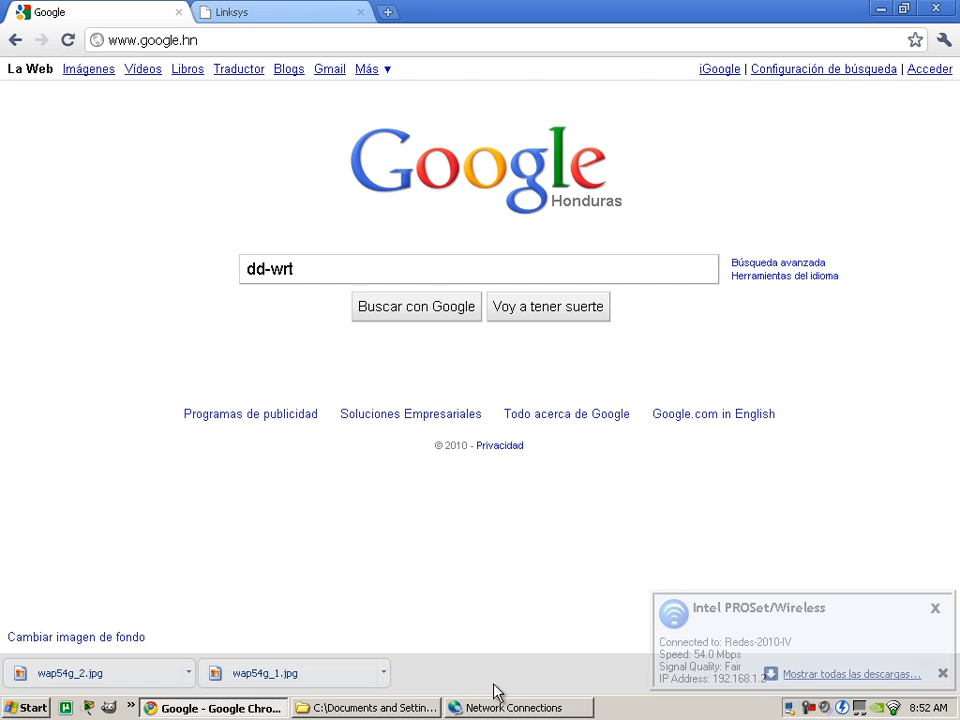 Google
Linksys
www.google.hn
La Web Imágenes Vídeos Libros Traductor Blogs Gmail Más ▼
iGoogle | Configuración de búsqueda | Acceder
Google
Honduras
dd-wrt
Búsqueda avanzada
Herramientas del idioma
Buscar con Google
Voy a tener suerte
Programas de publicidad Soluciones Empresariales Todo acerca de Google Google.com in English
© 2010 - Privacidad
Intel PROSet/Wireless
Connected to: Redes-2010-IV
Speed: 54.0 Mbps
Signal Quality: Fair
IP Address: 192.168.1.2
Cambiar imagen de fondo
wap54g_2.jpg
wap54g_1.jpg
Mostrar todas las descargas...
Start
Google - Google Chro...
C:\Documents and Settin...
Network Connections
8:52 AM